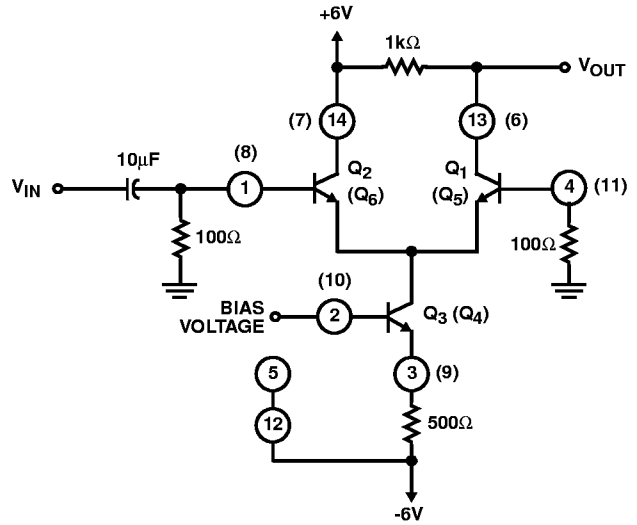 +6V
1kΩ
VOUT
(7) 14
13 (6)
10µF
(8)
Q2
(Q6)
Q1
(Q5)
VIN
1
4 (11)
100Ω
100Ω
(10)
BIAS
VOLTAGE
2
Q3 (Q4)
5
3 (9)
12
500Ω
-6V